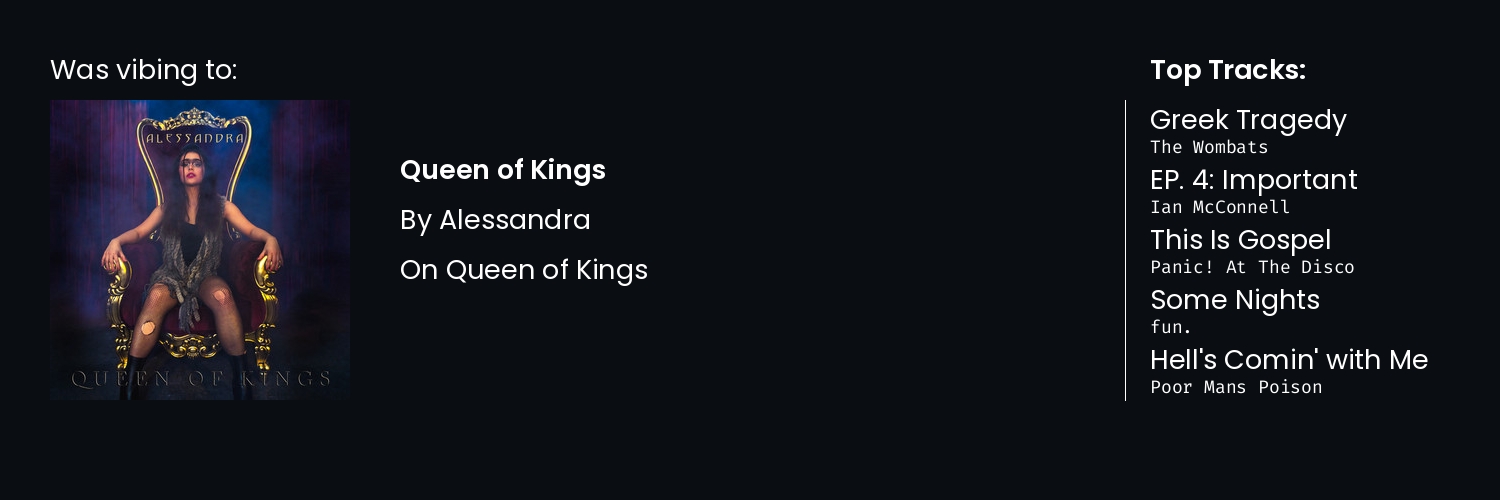 Was vibing to:
ALESSANDRA
QUEEN OF KINGS
Queen of Kings
By Alessandra
On Queen of Kings
Top Tracks:
Greek Tragedy
The Wombats
EP. 4: Important
Ian McConnell
This Is Gospel
Panic! At The Disco
Some Nights
fun.
Hell's Comin' with Me
Poor Mans Poison